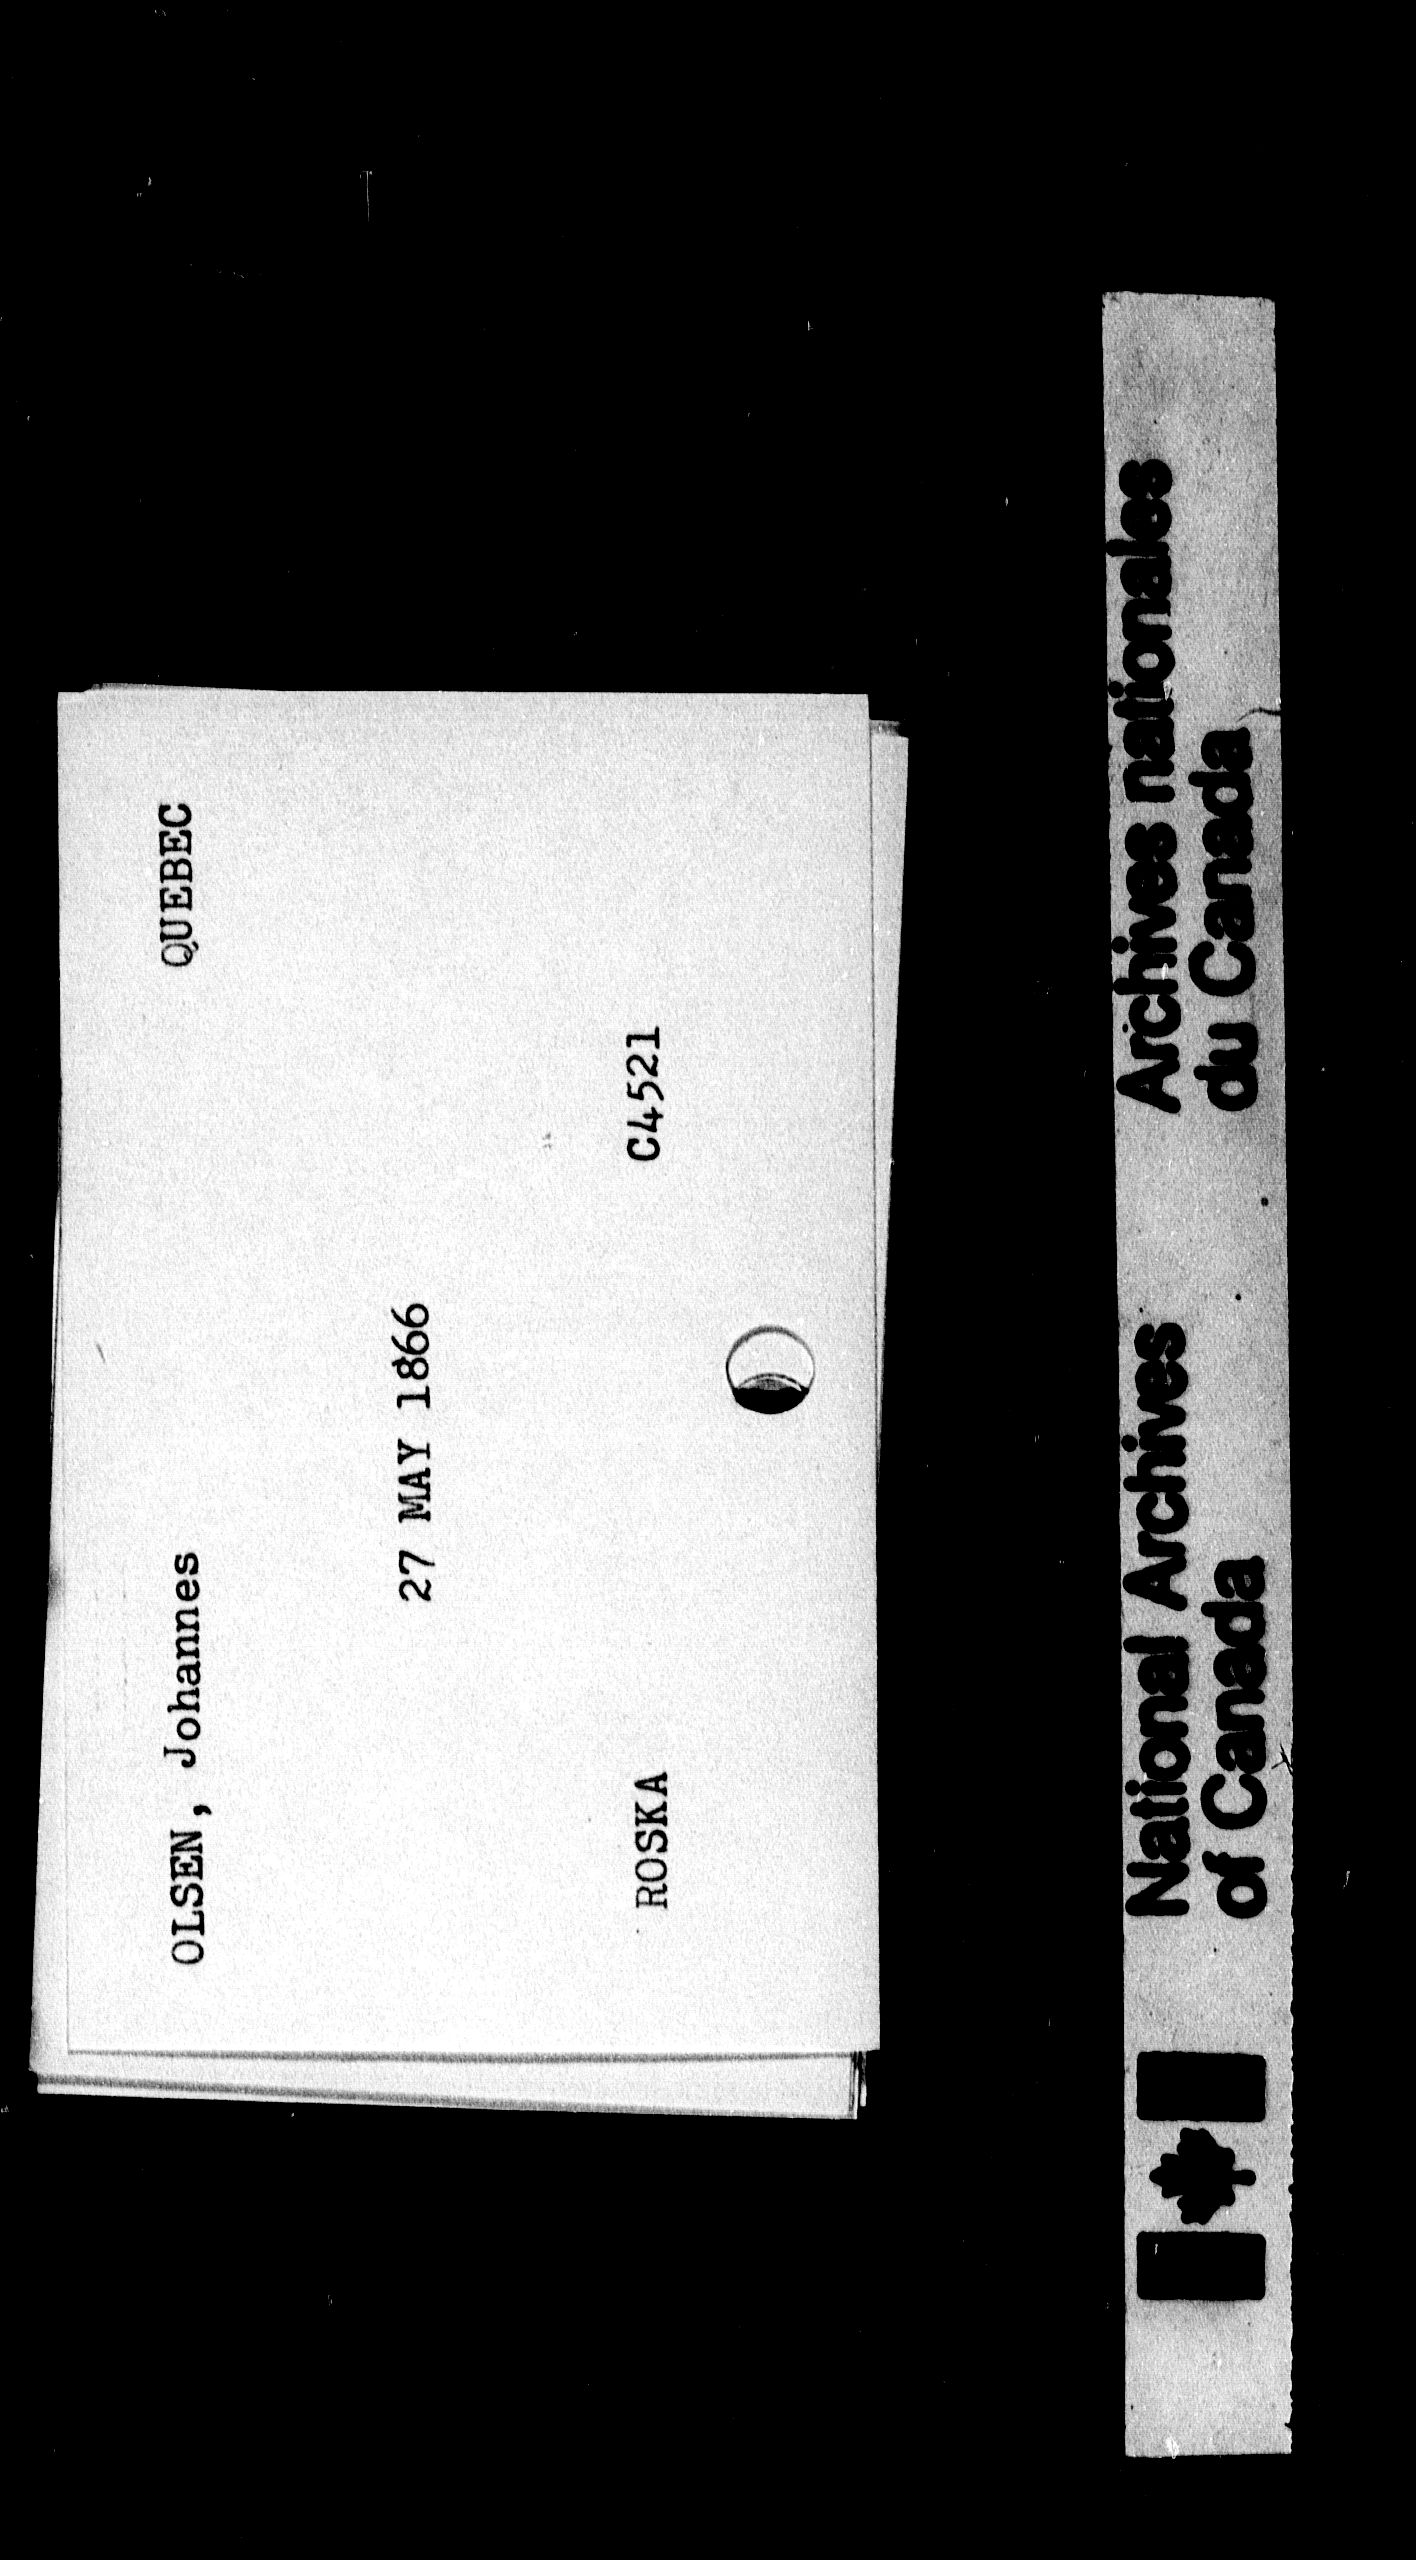 OLSEN, Johannes QUEBEC
27 MAY 1866
ROSKA C4521
National Archives
of Canada
Archives nationales
du Canada